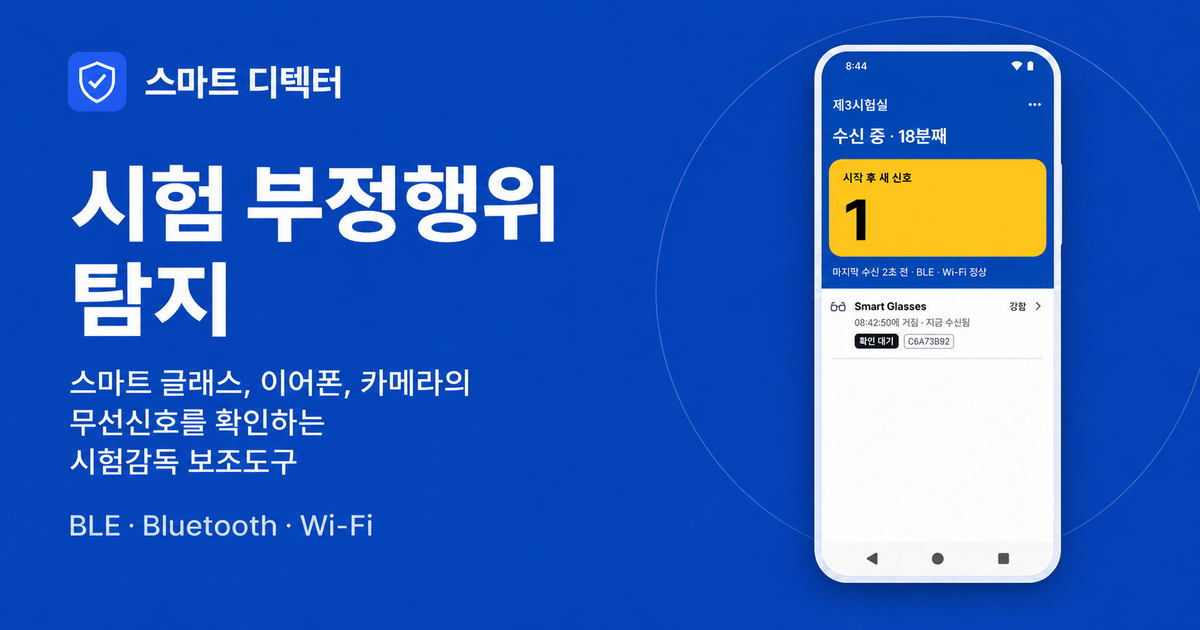 스마트 디텍터
시험 부정행위
탐지
스마트 글래스, 이어폰, 카메라의
무선신호를 확인하는
시험감독 보조도구
BLE · Bluetooth · Wi-Fi
8:44
제3시험실
수신 중 · 18분째
시작 후 새 신호
1
마지막 수신 2초 전 · BLE · Wi-Fi 정상
Smart Glasses
강함
08:42:50에 켜짐 · 지금 수신됨
확인 대기
C6A73B92